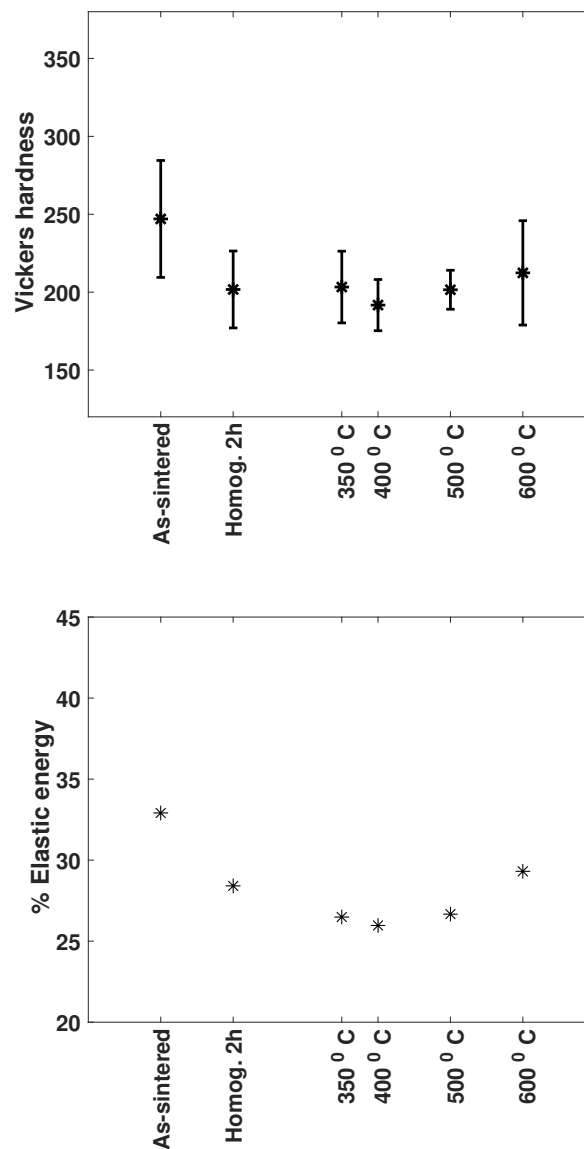 350
300
250
200
150
Vickers hardness
As-sintered
Homog. 2h
350 ⁰ C
400 ⁰ C
500 ⁰ C
600 ⁰ C
45
40
35
30
25
20
% Elastic energy
As-sintered
Homog. 2h
350 ⁰ C
400 ⁰ C
500 ⁰ C
600 ⁰ C